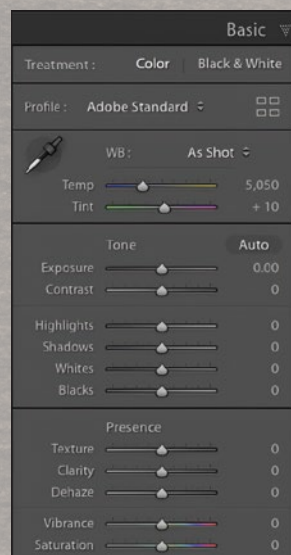 Basic
Treatment : Color | Black & White
Profile : Adobe Standard
WB : As Shot
Temp 5,050
Tint + 10
Tone Auto
Exposure 0.00
Contrast 0
Highlights 0
Shadows 0
Whites 0
Blacks 0
Presence
Texture 0
Clarity 0
Dehaze 0
Vibrance 0
Saturation 0